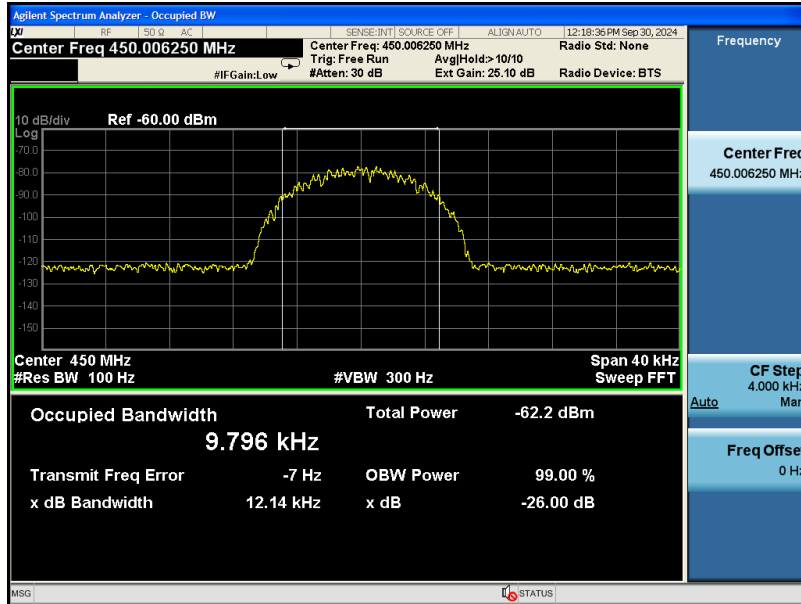 Agilent Spectrum Analyzer - Occupied BW
LXI RF 50 Ω AC SENSE:INT SOURCE OFF ALIGN AUTO 12:18:36 PM Sep 30, 2024
Center Freq 450.006250 MHz
Center Freq: 450.006250 MHz
Radio Std: None
Trig: Free Run Avg|Hold:>10/10
#IFGain:Low
#Atten: 30 dB Ext Gain: 25.10 dB
Radio Device: BTS
10 dB/div Ref -60.00 dBm
Log
-70.0
-80.0
-90.0
-100
-110
-120
-130
-140
-150
Center 450 MHz Span 40 kHz
#Res BW 100 Hz #VBW 300 Hz Sweep FFT
Occupied Bandwidth Total Power -62.2 dBm
9.796 kHz
Transmit Freq Error -7 Hz OBW Power 99.00 %
x dB Bandwidth 12.14 kHz x dB -26.00 dB
MSG STATUS
Frequency
Center Freq
450.006250 MHz
CF Step
4.000 kHz
Auto Man
Freq Offset
0 Hz